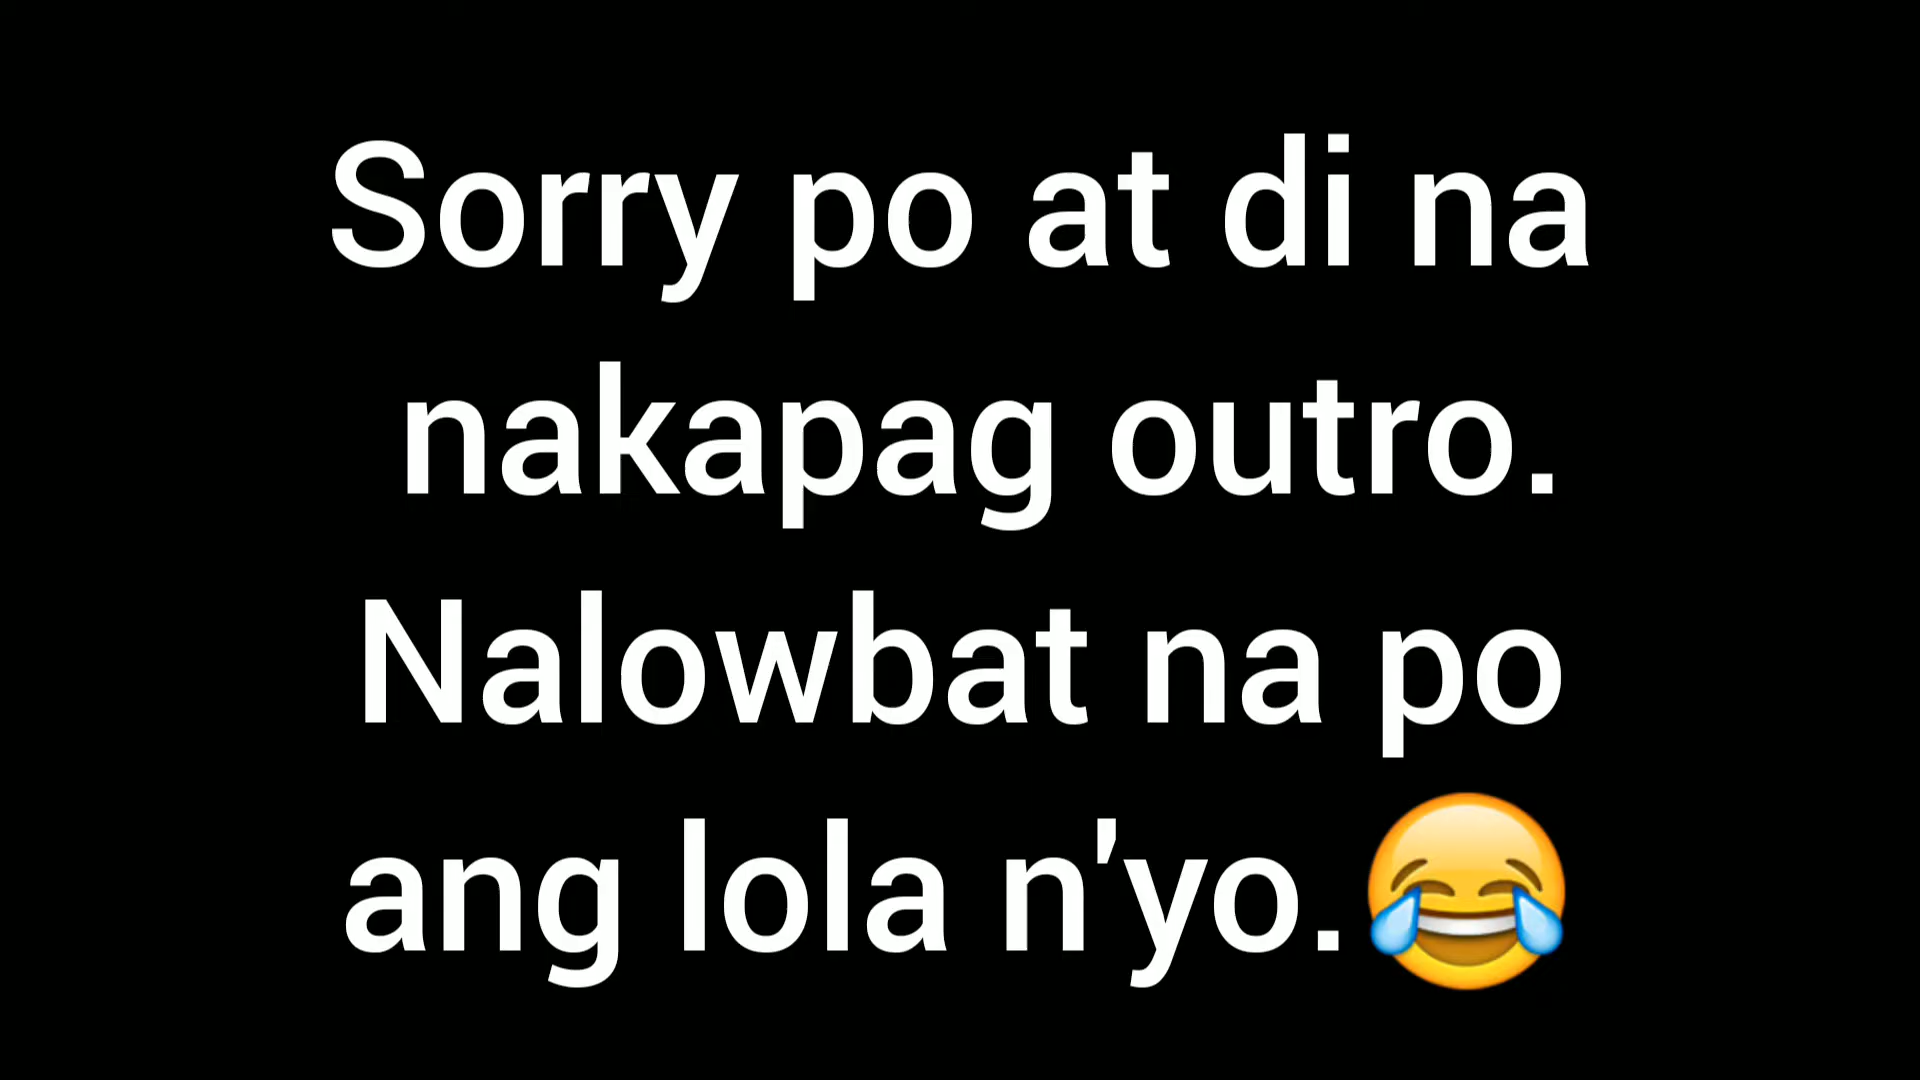 Sorry po at di na
nakapag outro.
Nalowbat na po
ang lola n'yo.😂